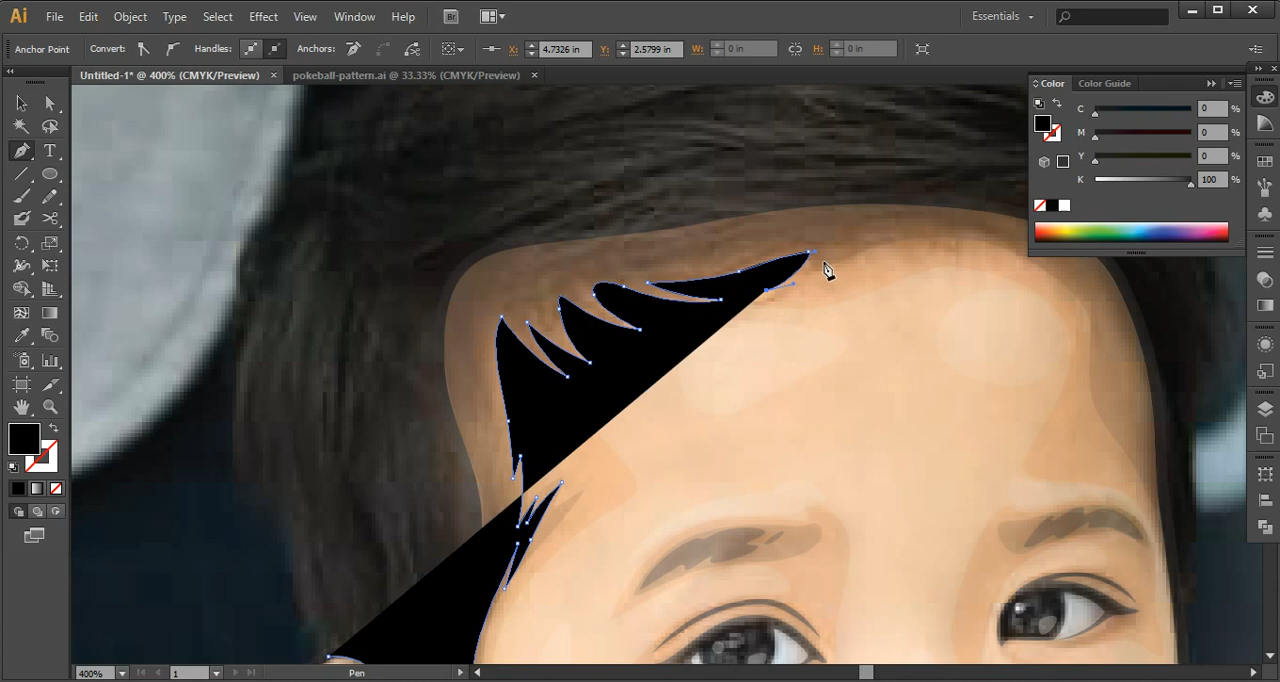 Ai File Edit Object Type Select Effect View Window Help Br Essentials
Anchor Point Convert: Handles: Anchors: X: 4.7326 in Y: 2.5799 in W: 0 in H: 0 in
Untitled-1* @ 400% (CMYK/Preview) × pokeball-pattern.ai @ 33.33% (CMYK/Preview) ×
Color Color Guide
C 0 %
M 0 %
Y 0 %
K 100 %
T
400% 1 Pen